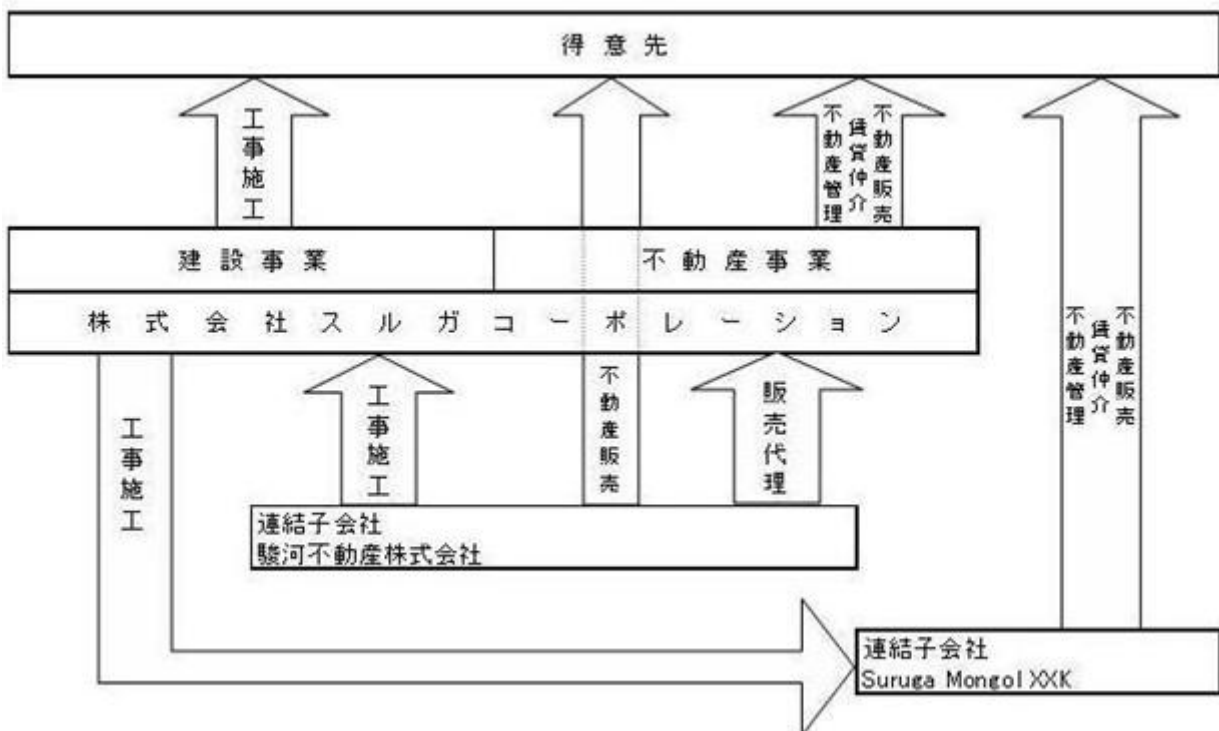 得意先
工事施工
不動産販売
賃貸仲介
不動産管理
建設事業
不動産事業
株式会社スルガコーポレーション
工事施工
工事施工
不動産販売
販売代理
不動産販売
賃貸仲介
不動産管理
連結子会社
駿河不動産株式会社
連結子会社
Suruga Mongol XXK